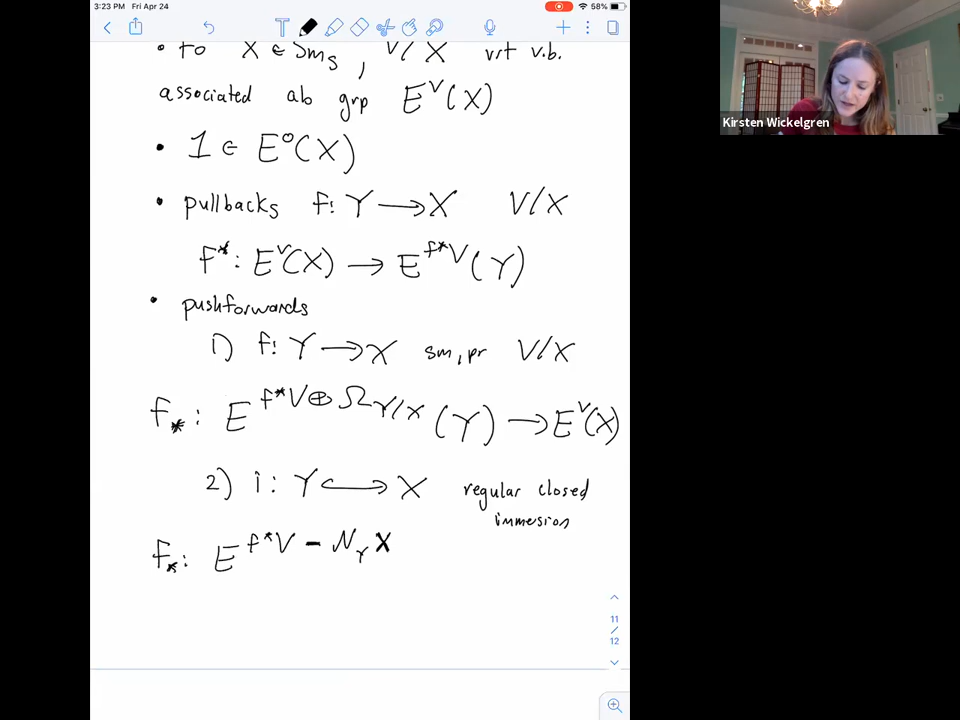 3:23 PM Fri Apr 24
58%
• to X ∈ Sm_S, V/X vrt v.b.
associated ab grp E^V(X)
• 1 ∈ E^0(X)
• pullbacks f: Y → X V/X
f^*: E^V(X) → E^{f^*V}(Y)
• pushforwards
1) f: Y → X sm, pr V/X
f_*: E^{f^*V ⊕ Ω_{Y/X}}(Y) → E^V(X)
2) i: Y ↪ X regular closed
immersion
f_*: E^{f^*V - N_Y X}
11
/
12
Kirsten Wickelgren